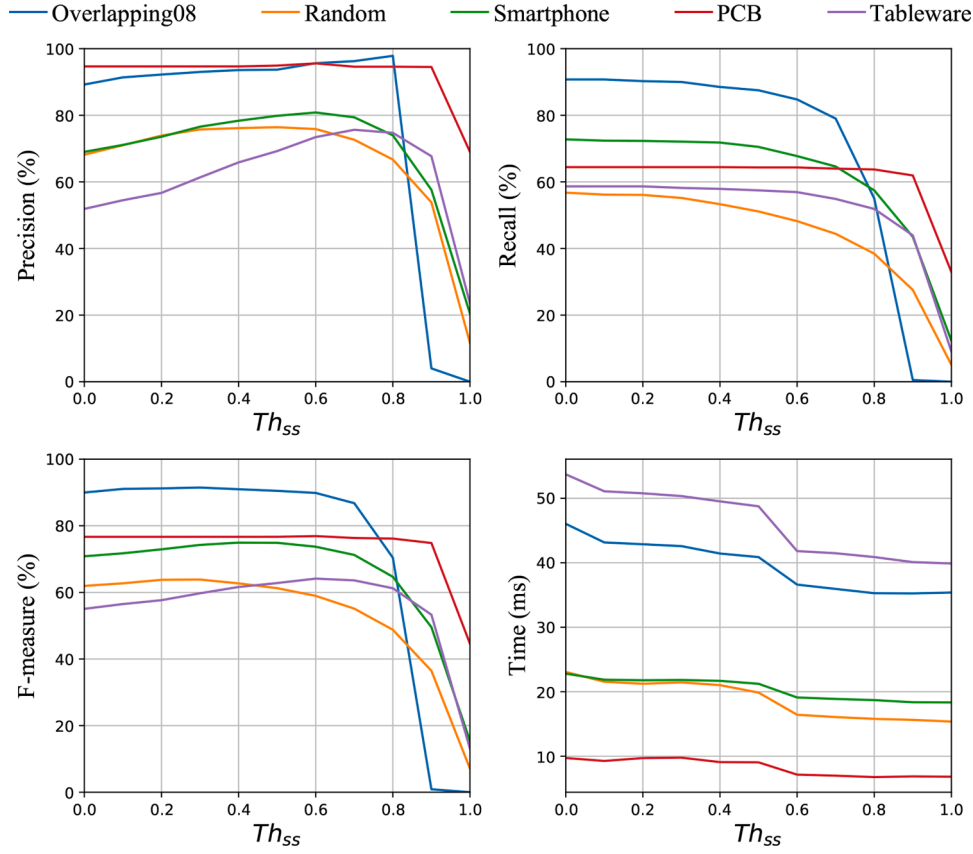 Overlapping08 Random Smartphone PCB Tableware
100
80
60
40
20
0
Precision (%)
0.0 0.2 0.4 0.6 0.8 1.0
Th_ss
100
80
60
40
20
0
Recall (%)
0.0 0.2 0.4 0.6 0.8 1.0
Th_ss
100
80
60
40
20
0
F-measure (%)
0.0 0.2 0.4 0.6 0.8 1.0
Th_ss
50
40
30
20
10
Time (ms)
0.0 0.2 0.4 0.6 0.8 1.0
Th_ss